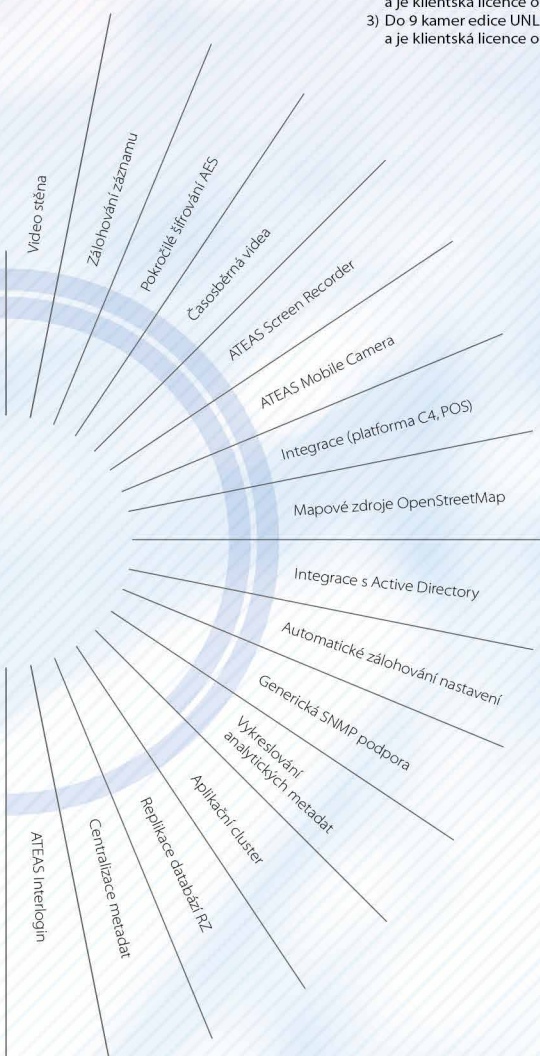 a je klientská licence o
3) Do 9 kamer edice UNL
a je klientská licence o
Video stěna
Zálohování záznamu
Pokročilé šifrování AES
Časosběrná videa
ATEAS Screen Recorder
ATEAS Mobile Camera
Integrace (platforma C4, POS)
Mapové zdroje OpenStreetMap
Integrace s Active Directory
Automatické zálohování nastavení
Generická SNMP podpora
Vykreslování
analytických metadat
Aplikační cluster
Replikace databází RZ
Centralizace metadat
ATEAS Interlogin